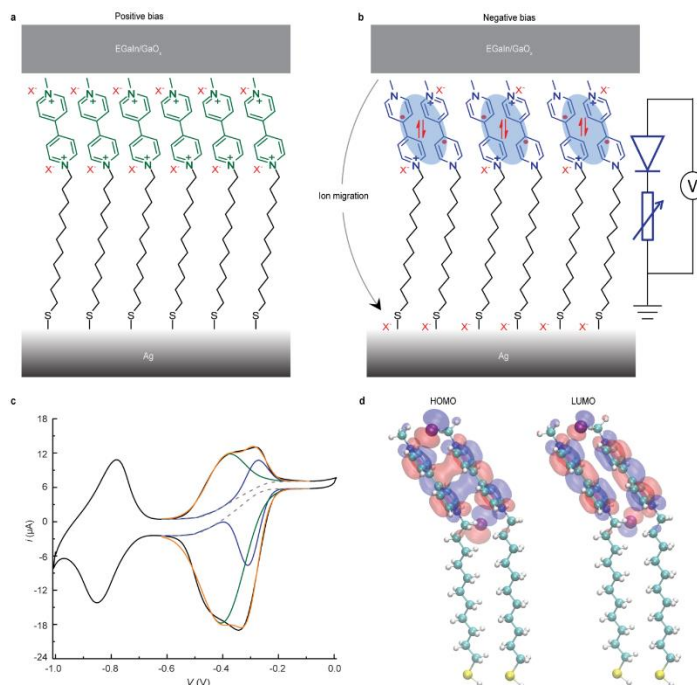 a
Positive bias
EGaIn/GaOₓ
X⁻ X⁻ X⁻ X⁻ X⁻ X⁻
N N N N N N
+ + + + + +
+ + + + + +
N N N N N N
X⁻ X⁻ X⁻ X⁻ X⁻ X⁻
S S S S S S
Ag
b
Negative bias
EGaIn/GaOₓ
X⁻ X⁻ X⁻
N N N N N N
+ + +
+ + +
N N N N N N
X⁻ X⁻ X⁻
Ion migration
S S S S S S
X⁻ X⁻ X⁻ X⁻ X⁻ X⁻
Ag
V
c
18
12
6
0
-6
-12
-18
-24
I (μA)
-1.0 -0.8 -0.6 -0.4 -0.2 0.0
V (V)
d
HOMO
LUMO